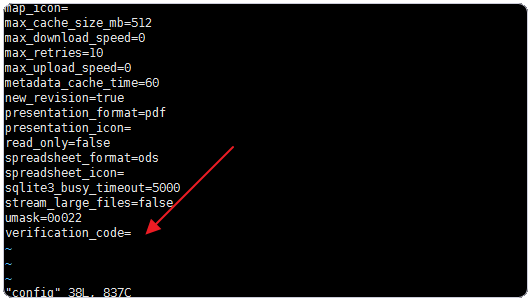 map_icon=
max_cache_size_mb=512
max_download_speed=0
max_retries=10
max_upload_speed=0
metadata_cache_time=60
new_revision=true
presentation_format=pdf
presentation_icon=
read_only=false
spreadsheet_format=ods
spreadsheet_icon=
sqlite3_busy_timeout=5000
stream_large_files=false
umask=0o022
verification_code=
~
~
~
"config" 38L, 837C